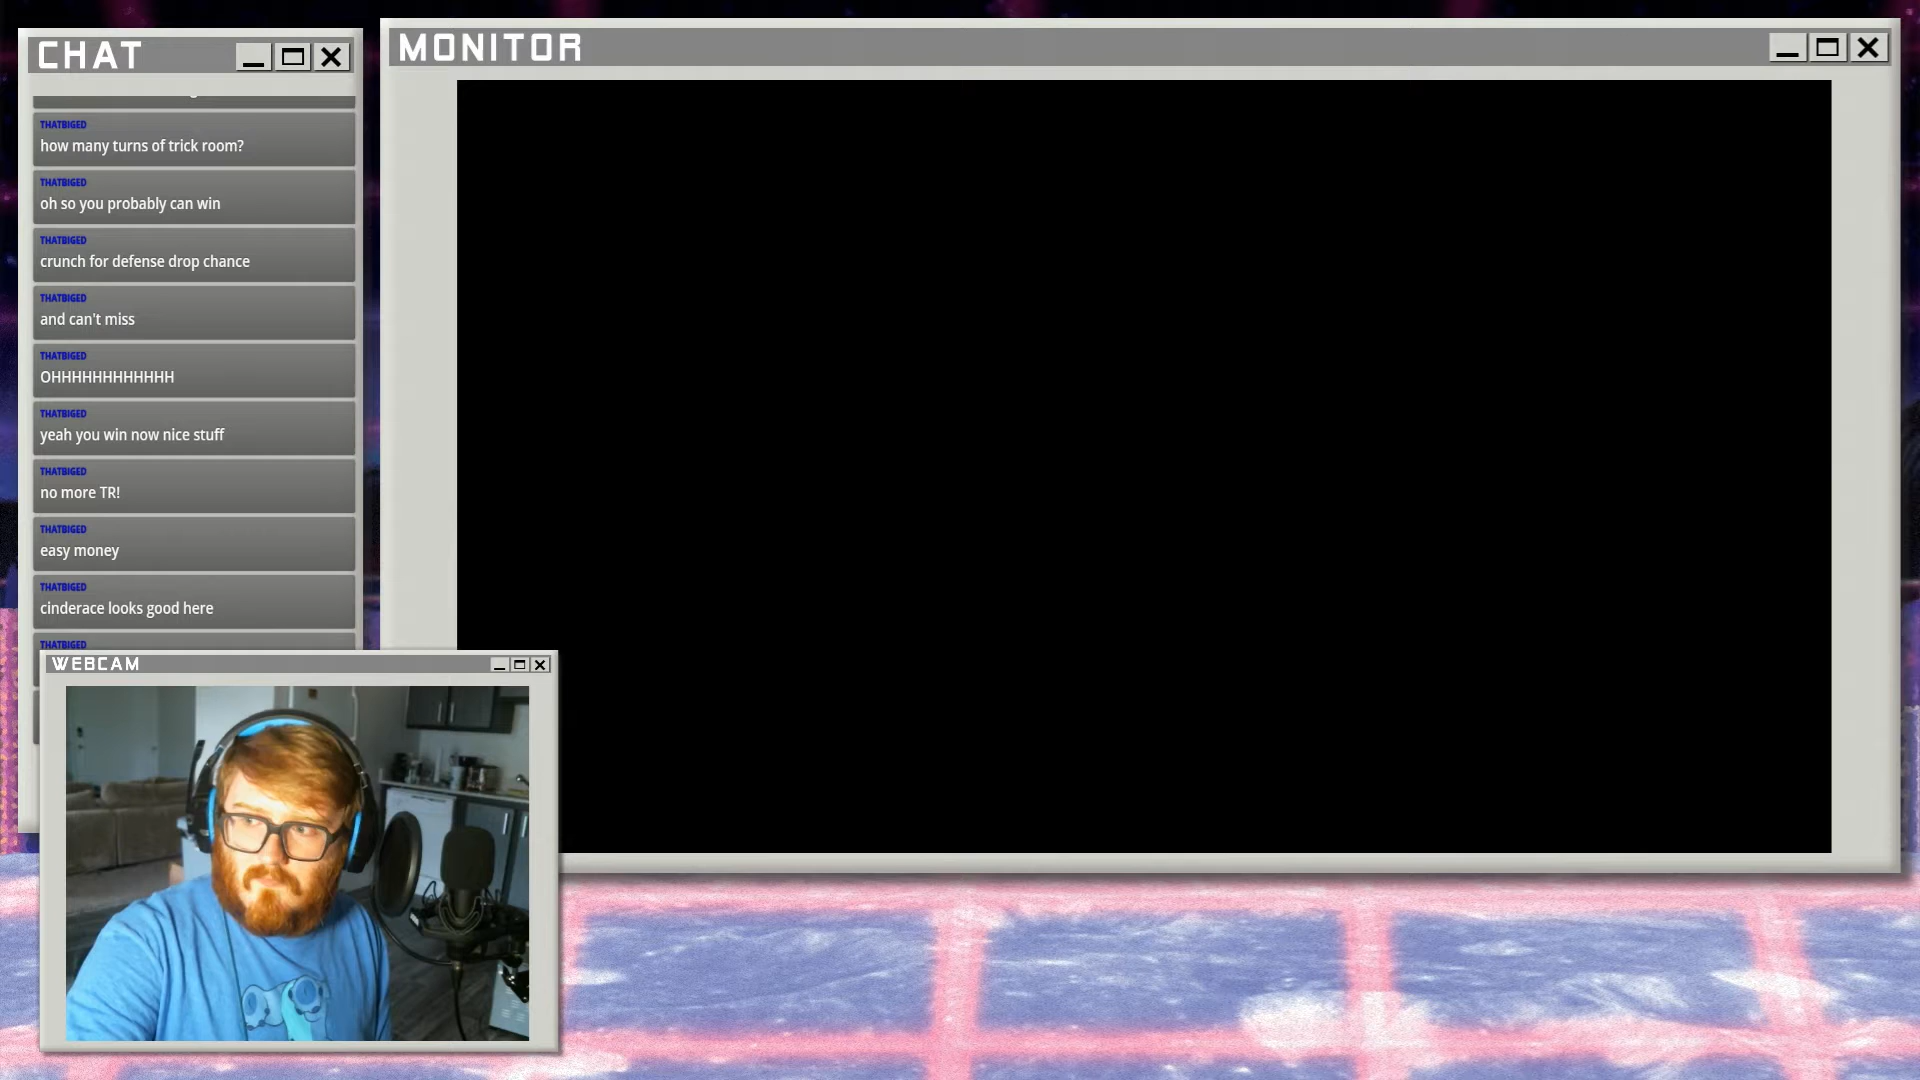 CHAT
THATBIGED
how many turns of trick room?
THATBIGED
oh so you probably can win
THATBIGED
crunch for defense drop chance
THATBIGED
and can't miss
THATBIGED
OHHHHHHHHHHHH
THATBIGED
yeah you win now nice stuff
THATBIGED
no more TR!
THATBIGED
easy money
THATBIGED
cinderace looks good here
THATBIGED
WEBCAM
MONITOR